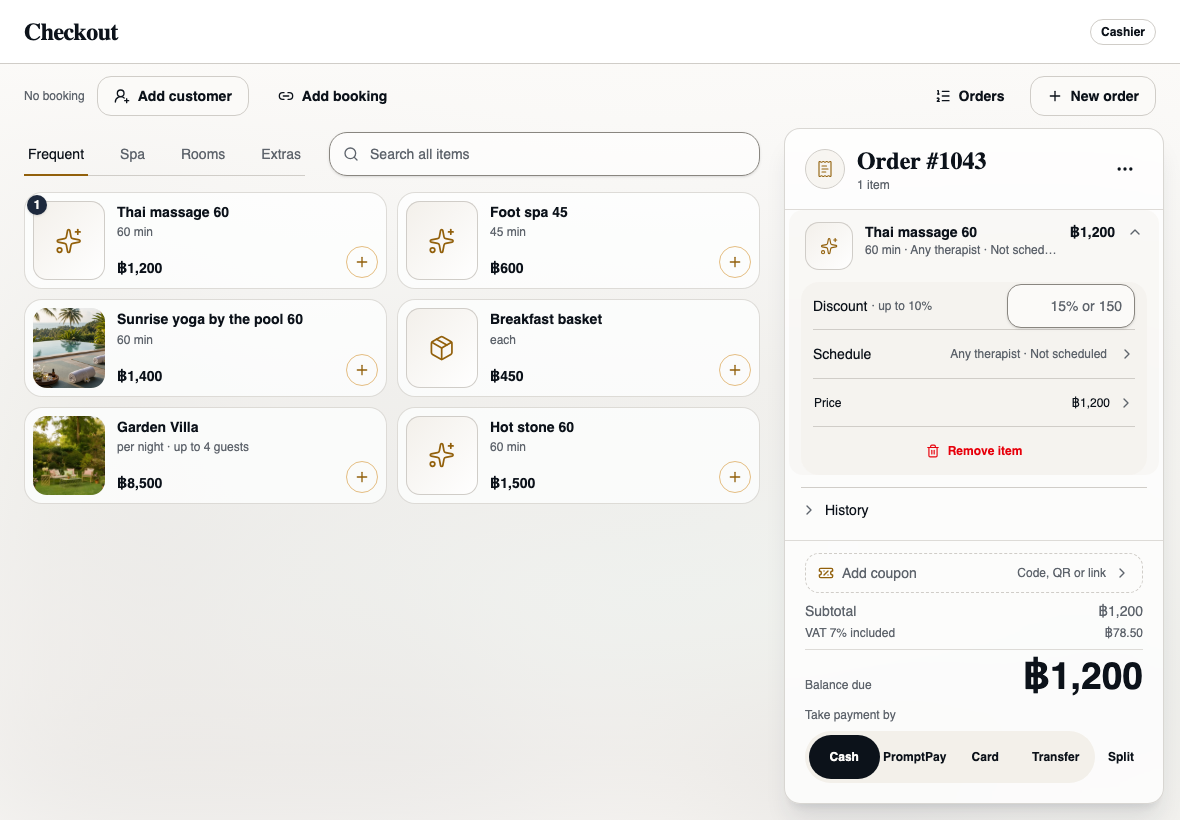 Checkout
Cashier
No booking
Add customer
Add booking
Orders
New order
Frequent
Spa
Rooms
Extras
Search all items
1
Thai massage 60
60 min
฿1,200
Foot spa 45
45 min
฿600
Sunrise yoga by the pool 60
60 min
฿1,400
Breakfast basket
each
฿450
Garden Villa
per night · up to 4 guests
฿8,500
Hot stone 60
60 min
฿1,500
Order #1043
1 item
Thai massage 60
฿1,200
60 min · Any therapist · Not sched…
Discount · up to 10%
15% or 150
Schedule
Any therapist · Not scheduled
Price
฿1,200
Remove item
History
Add coupon
Code, QR or link
Subtotal
฿1,200
VAT 7% included
฿78.50
Balance due
฿1,200
Take payment by
Cash
PromptPay
Card
Transfer
Split